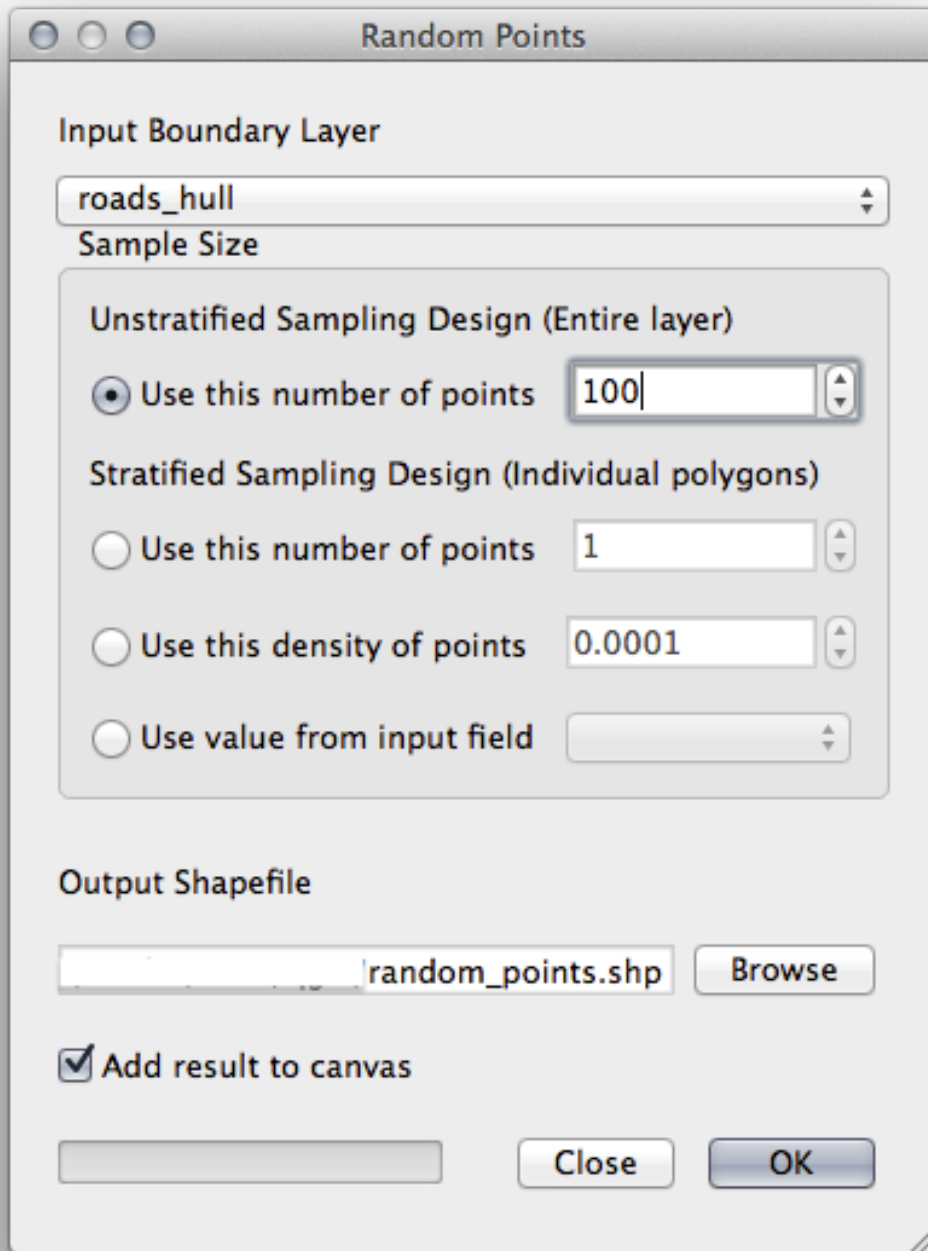 Random Points
Input Boundary Layer
roads_hull
Sample Size
Unstratified Sampling Design (Entire layer)
Use this number of points 100
Stratified Sampling Design (Individual polygons)
Use this number of points 1
Use this density of points 0.0001
Use value from input field
Output Shapefile
random_points.shp Browse
Add result to canvas
Close OK